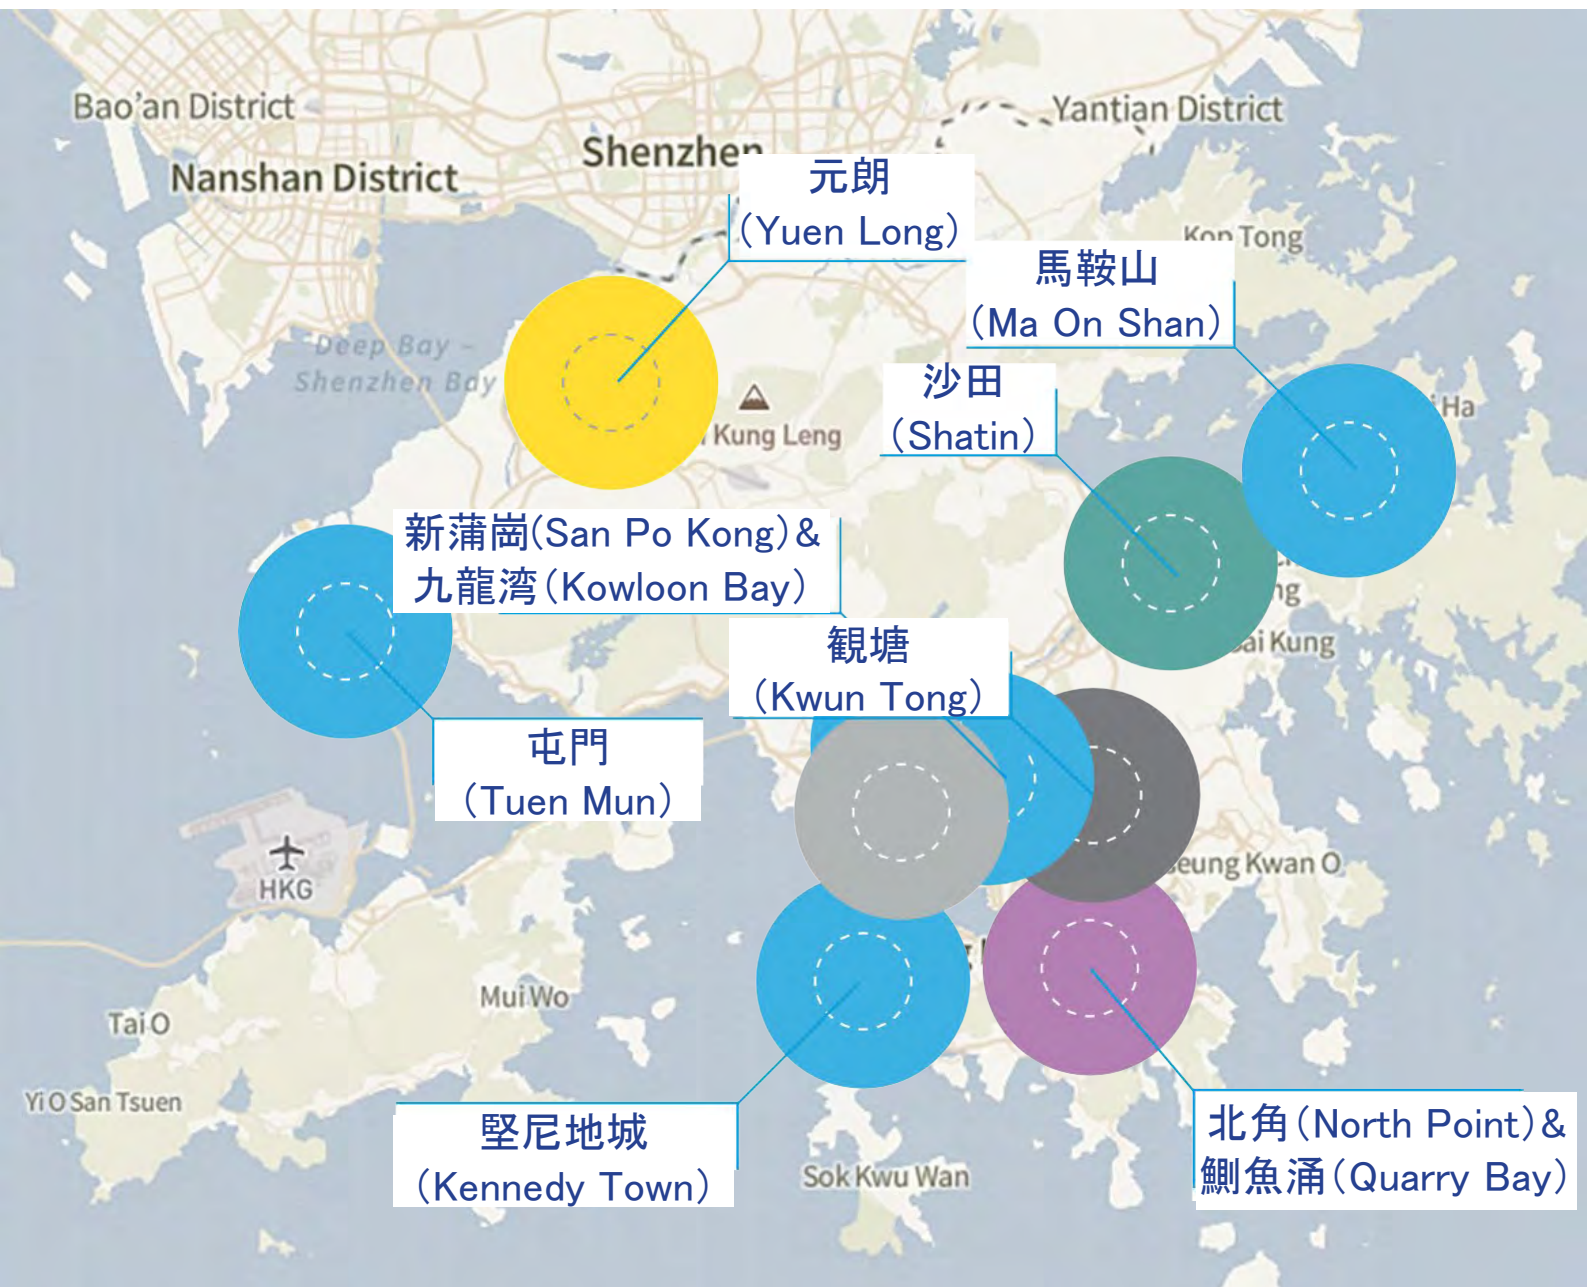 Bao'an District
Yantian District
Shenzhen
Nanshan District
元朗
(Yuen Long)
Kop Tong
馬鞍山
(Ma On Shan)
Deep Bay –
Shenzhen Bay
沙田
(Shatin)
Kung Leng
Ha
新蒲崗(San Po Kong)&
九龍湾(Kowloon Bay)
ng
Sai Kung
観塘
(Kwun Tong)
屯門
(Tuen Mun)
HKG
eung Kwan O
Mui Wo
Tai O
Yi O San Tsuen
堅尼地城
(Kennedy Town)
北角(North Point)&
鰂魚涌(Quarry Bay)
Sok Kwu Wan